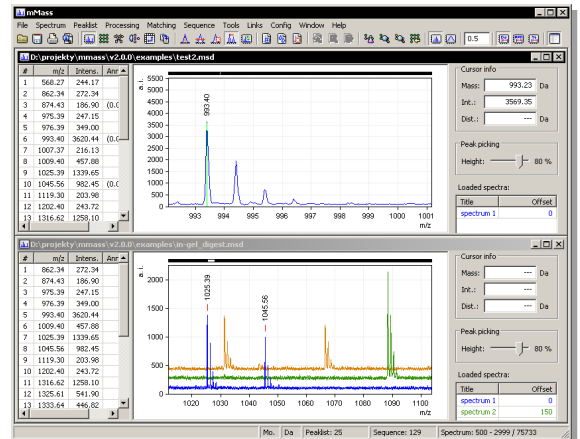 mMass
File Spectrum Peaklist Processing Matching Sequence Tools Links Config Window Help
0.5
D:\projekty\mmass\v2.0.0\examples\test2.msd
# m/z Intens. Ann
1 568.27 244.17
2 862.34 272.34
3 874.43 186.90 (0.0
4 975.39 247.15
5 976.39 349.00
6 993.40 3620.44 (0.0
7 1007.37 216.13
8 1009.40 457.88
9 1025.39 1339.65
10 1045.56 982.45 (0.0
11 1119.30 203.98
12 1202.40 243.72
13 1316.62 1258.10
a.i.
5500
5000
4500
4000
3500
3000
2500
2000
1500
1000
500
0
993.40
993 994 995 996 997 998 999 1000 1001
m/z
Cursor info
Mass: 993.23 Da
Int.: 3569.35
Dist.: --- Da
Peak picking
Height: 80 %
Loaded spectra:
Title Offset
spectrum 1 0
D:\projekty\mmass\v2.0.0\examples\in-gel_digest.msd
# m/z Intens. Ann
1 862.34 272.34
2 874.43 186.90
3 975.39 247.15
4 976.39 349.00
5 993.40 3620.44
6 1009.40 457.88
7 1025.39 1339.65
8 1045.56 982.45
9 1119.30 203.98
10 1202.40 243.72
11 1316.62 1258.10
12 1325.61 541.90
13 1333.64 446.82
a.i.
2000
1500
1000
500
0
1025.39
1045.56
1020 1030 1040 1050 1060 1070 1080 1090 1100
m/z
Cursor info
Mass: --- Da
Int.: ---
Dist.: --- Da
Peak picking
Height: 80 %
Loaded spectra:
Title Offset
spectrum 1 0
spectrum 2 150
Mo. Da Peaklist: 25 Sequence: 129 Spectrum: 500 - 2999 / 75733